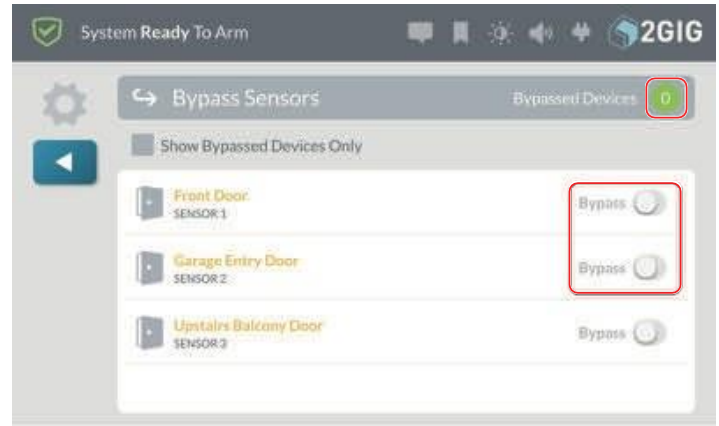 System Ready To Arm
2GIG
Bypass Sensors
Bypassed Devices 0
Show Bypassed Devices Only
Front Door
SENSOR 1
Bypass
Garage Entry Door
SENSOR 2
Bypass
Upstairs Balcony Door
SENSOR 3
Bypass